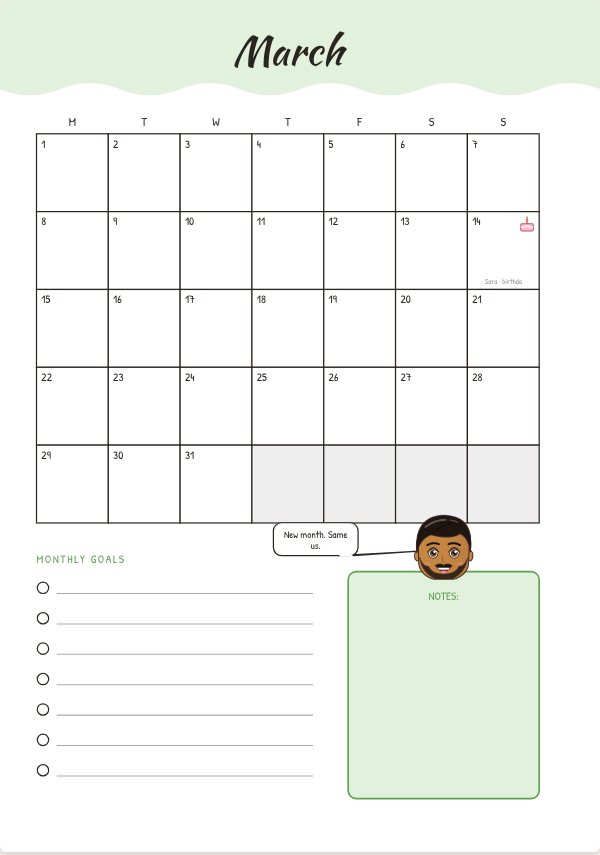 March
M T W T F S S
1 2 3 4 5 6 7
8 9 10 11 12 13 14
Sara birthda
15 16 17 18 19 20 21
22 23 24 25 26 27 28
29 30 31
New month. Same
us.
MONTHLY GOALS
NOTES: